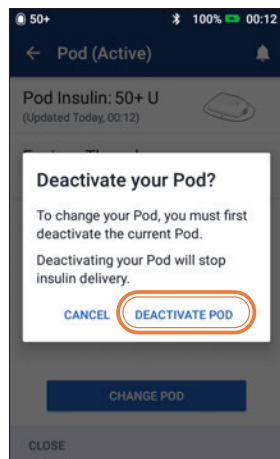 50+ 100% 00:12
Pod (Active)
Pod Insulin: 50+ U
(Updated Today, 00:12)
Deactivate your Pod?
To change your Pod, you must first
deactivate the current Pod.
Deactivating your Pod will stop
insulin delivery.
CANCEL DEACTIVATE POD
CHANGE POD
CLOSE